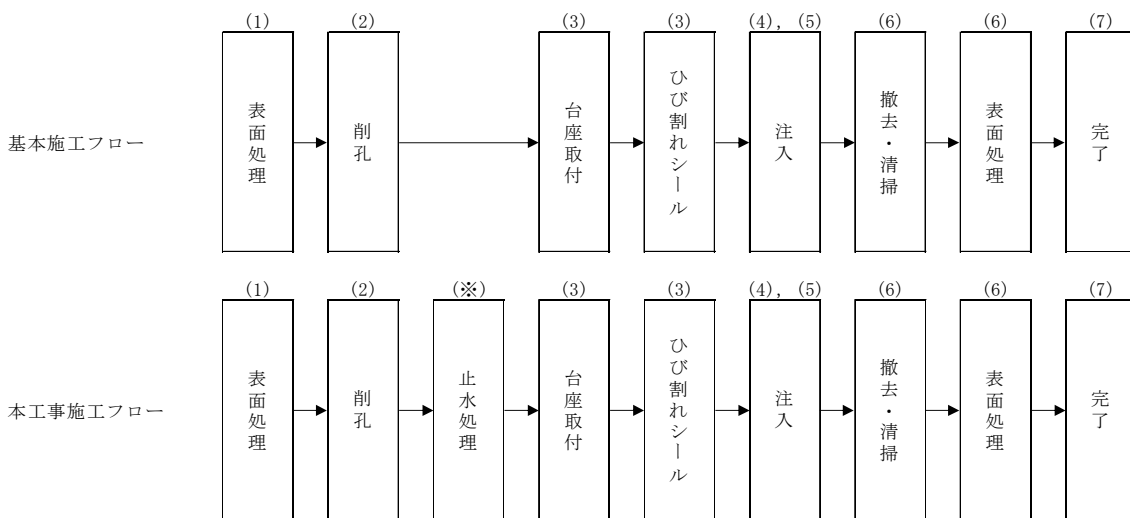 (1) (2) (3) (3) (4), (5) (6) (6) (7)
基本施工フロー
表面処理
削孔
台座取付
ひび割れシール
注入
撤去・清掃
表面処理
完了
(1) (2) (※) (3) (3) (4), (5) (6) (6) (7)
本工事施工フロー
表面処理
削孔
止水処理
台座取付
ひび割れシール
注入
撤去・清掃
表面処理
完了